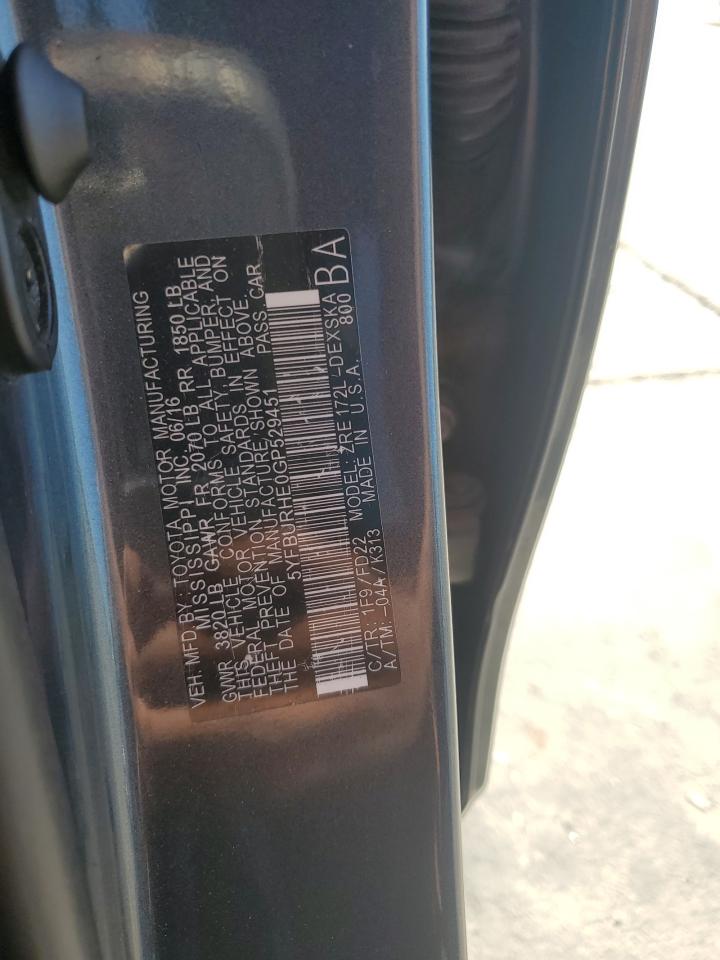 VEH. MFD. BY: TOYOTA MOTOR MANUFACTURING
MISSISSIPPI INC. 06/16
GVWR 3820 LB GAWR FR 2070 LB RR 1850 LB
THIS VEHICLE CONFORMS TO ALL APPLICABLE
FEDERAL MOTOR VEHICLE SAFETY, BUMPER, AND
THEFT PREVENTION STANDARDS IN EFFECT ON
THE DATE OF MANUFACTURE SHOWN ABOVE.
5YFBURHE0GP529451 PASS. CAR
C/TR: 1F9/FD22 MODEL: ZRE172L-DEXSKA
A/TM: -04A/K313 MADE IN U.S.A. 800
BA